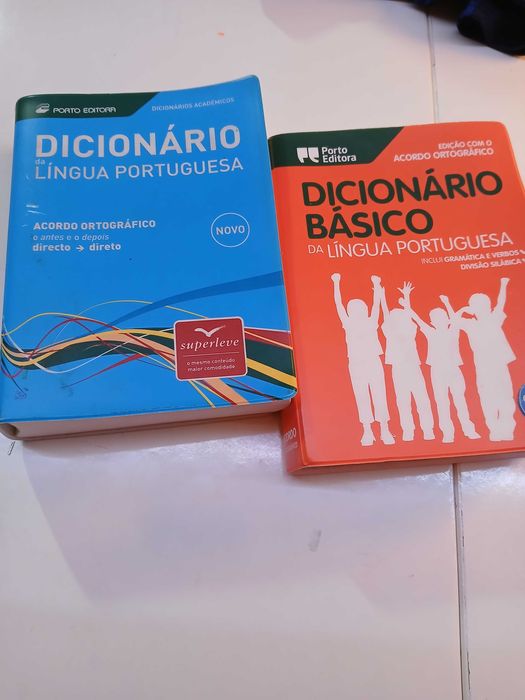 PORTO EDITORA
DICIONÁRIOS ACADÉMICOS
DICIONÁRIO
da LÍNGUA PORTUGUESA
ACORDO ORTOGRÁFICO
o antes e o depois
directo → direto
NOVO
superleve
o mesmo conteúdo
maior comodidade
Porto
Editora
EDIÇÃO COM O
ACORDO ORTOGRÁFICO
DICIONÁRIO
BÁSICO
DA LÍNGUA PORTUGUESA
INCLUI GRAMÁTICA E VERBOS
DIVISÃO SILÁBICA